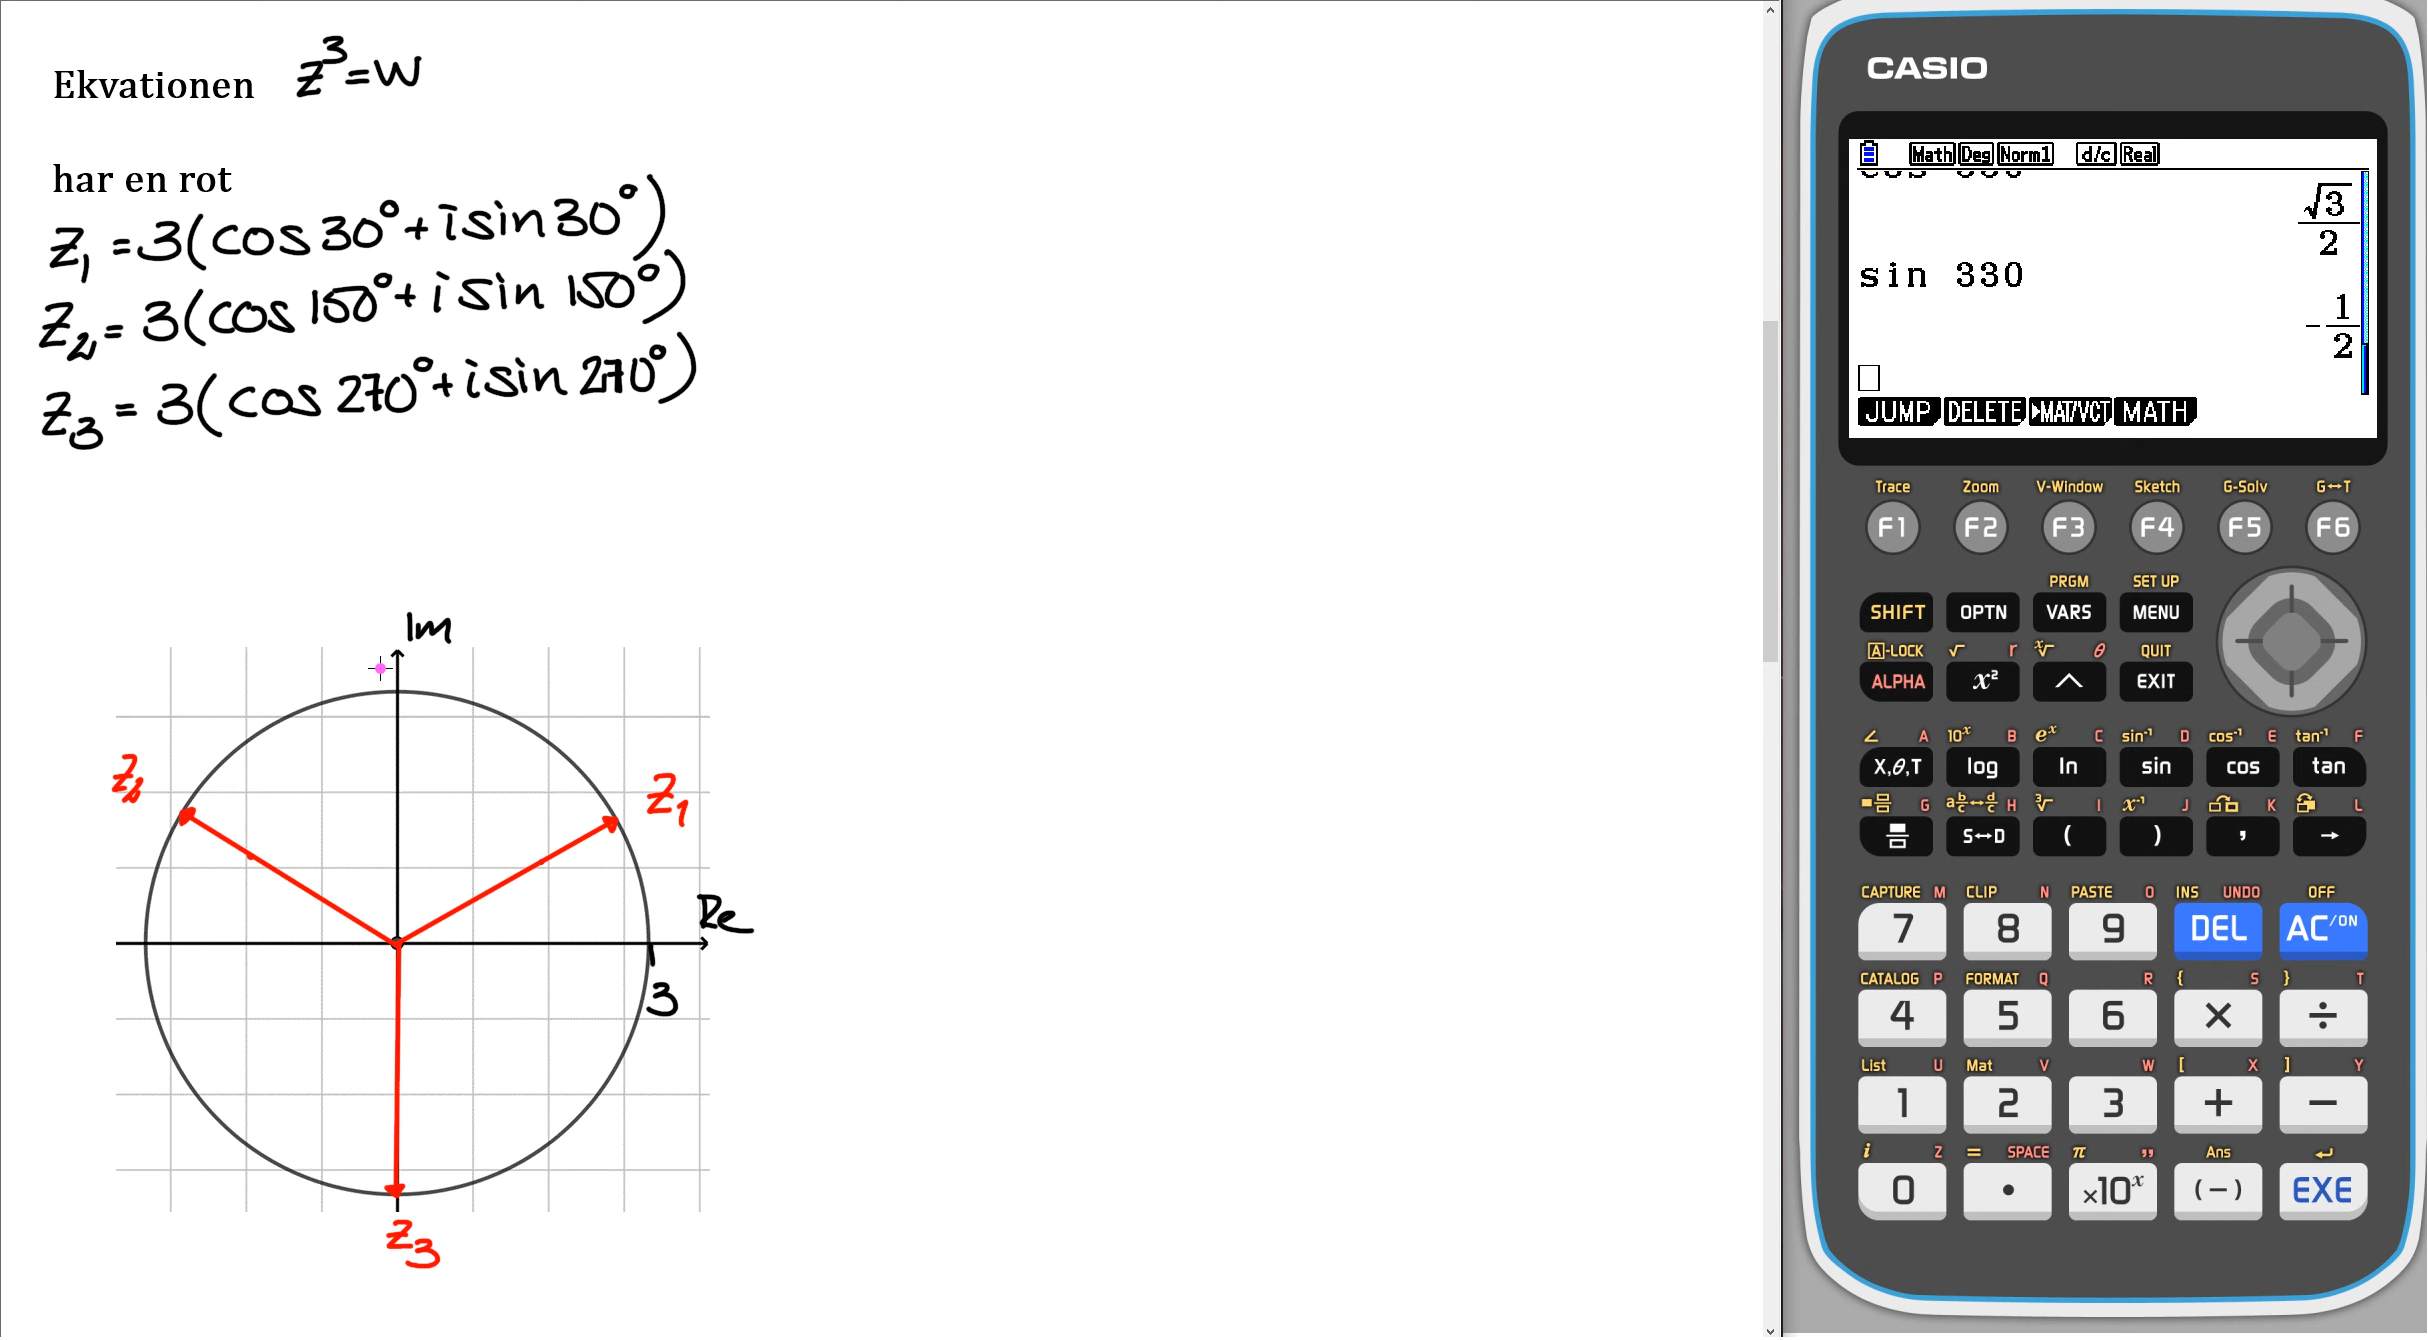 Ekvationen z³=w
har en rot
z₁ = 3(cos 30° + i sin 30°)
z₂ = 3(cos 150° + i sin 150°)
z₃ = 3(cos 270° + i sin 270°)
Im
z₂
z₁
Re
3
z₃
CASIO
Math Deg Norm1 d/c Real
√3/2
sin 330
-1/2
JUMP DELETE ▶MAT/VCT MATH
Trace Zoom V-Window Sketch G-Solv G↔T
F1 F2 F3 F4 F5 F6
PRGM SET UP
SHIFT OPTN VARS MENU
A-LOCK √ r ˣ√ θ QUIT
ALPHA x² ^ EXIT
∠ A 10ˣ B eˣ C sin⁻¹ D cos⁻¹ E tan⁻¹ F
X,θ,T log ln sin cos tan
G a b/c↔d/c H ³√ I x⁻¹ J K L
S↔D ( ) , →
CAPTURE M CLIP N PASTE O INS UNDO OFF
7 8 9 DEL AC/ON
CATALOG P FORMAT Q R { S } T
4 5 6 × ÷
List U Mat V W [ X ] Y
1 2 3 + −
i Z = SPACE π " Ans ↵
0 • ×10ˣ (−) EXE